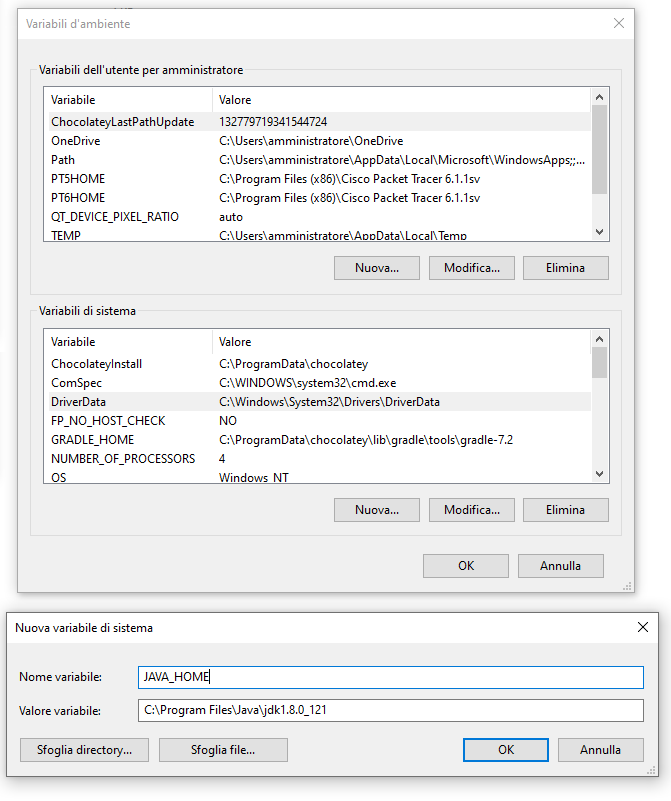 Variabili d'ambiente
Variabili dell'utente per amministratore
Variabile Valore
ChocolateyLastPathUpdate 132779719341544724
OneDrive C:\Users\amministratore\OneDrive
Path C:\Users\amministratore\AppData\Local\Microsoft\WindowsApps;;...
PT5HOME C:\Program Files (x86)\Cisco Packet Tracer 6.1.1sv
PT6HOME C:\Program Files (x86)\Cisco Packet Tracer 6.1.1sv
QT_DEVICE_PIXEL_RATIO auto
TEMP C:\Users\amministratore\AppData\Local\Temp
Nuova... Modifica... Elimina
Variabili di sistema
Variabile Valore
ChocolateyInstall C:\ProgramData\chocolatey
ComSpec C:\WINDOWS\system32\cmd.exe
DriverData C:\Windows\System32\Drivers\DriverData
FP_NO_HOST_CHECK NO
GRADLE_HOME C:\ProgramData\chocolatey\lib\gradle\tools\gradle-7.2
NUMBER_OF_PROCESSORS 4
OS Windows_NT
Nuova... Modifica... Elimina
OK Annulla
Nuova variabile di sistema
Nome variabile: JAVA_HOME
Valore variabile: C:\Program Files\Java\jdk1.8.0_121
Sfoglia directory... Sfoglia file... OK Annulla